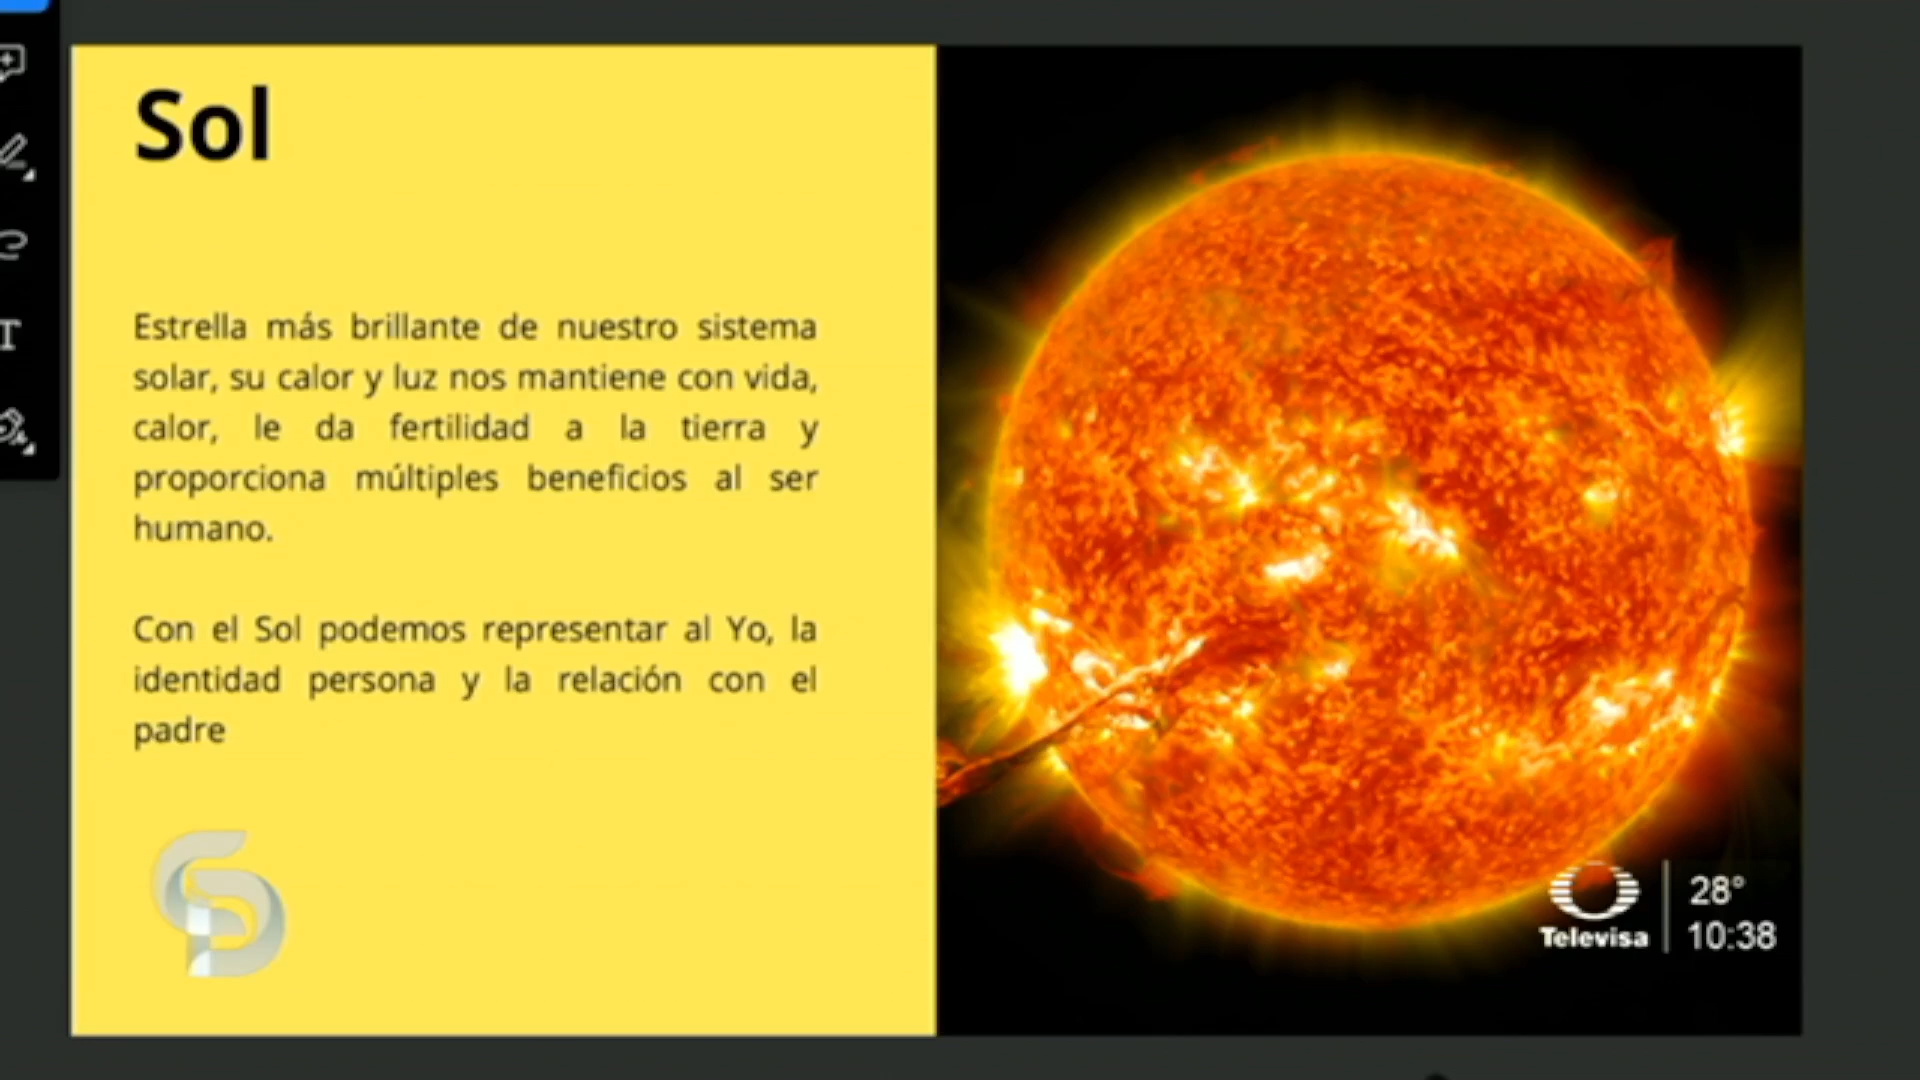 Sol
Estrella más brillante de nuestro sistema
solar, su calor y luz nos mantiene con vida,
calor, le da fertilidad a la tierra y
proporciona múltiples beneficios al ser
humano.
Con el Sol podemos representar al Yo, la
identidad persona y la relación con el
padre
Televisa
28°
10:38